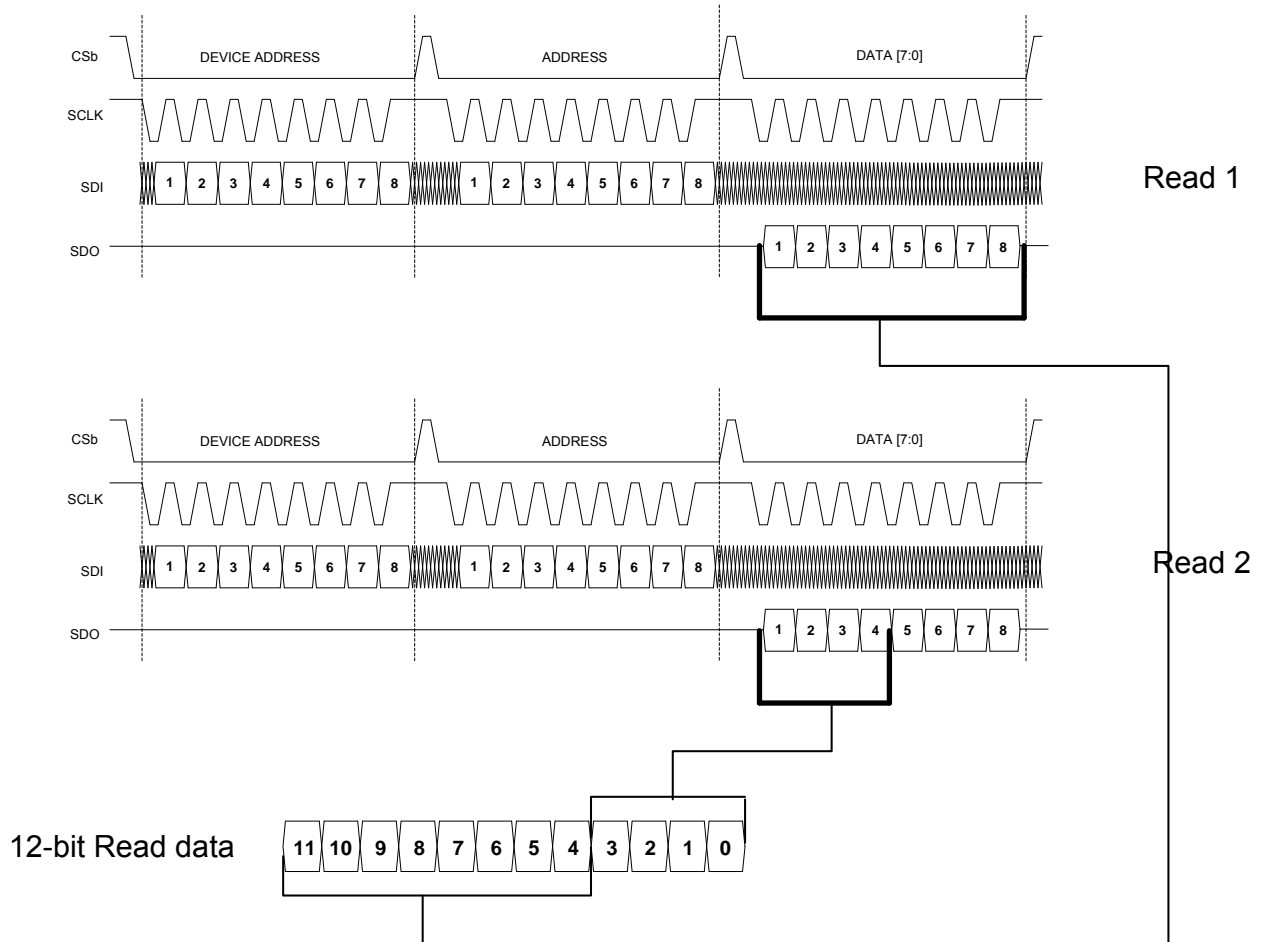 CSb DEVICE ADDRESS ADDRESS DATA [7:0]
SCLK
SDI 1 2 3 4 5 6 7 8 1 2 3 4 5 6 7 8 Read 1
SDO 1 2 3 4 5 6 7 8
CSb DEVICE ADDRESS ADDRESS DATA [7:0]
SCLK
SDI 1 2 3 4 5 6 7 8 1 2 3 4 5 6 7 8 Read 2
SDO 1 2 3 4 5 6 7 8
12-bit Read data 11 10 9 8 7 6 5 4 3 2 1 0